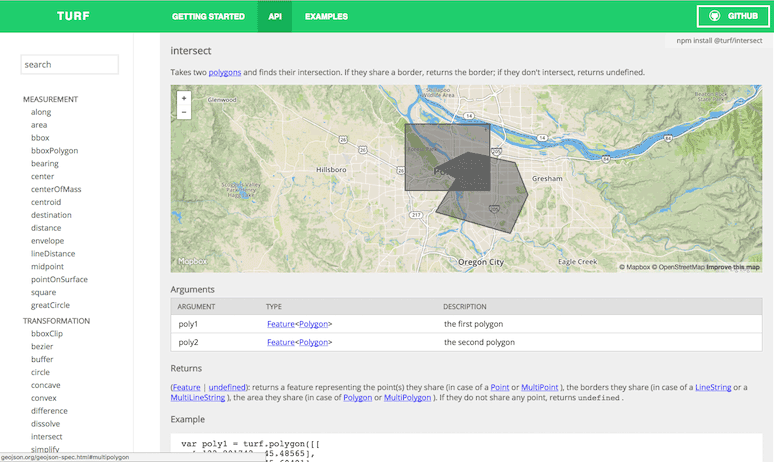 TURF
GETTING STARTED
API
EXAMPLES
GITHUB
npm install @turf/intersect
search
MEASUREMENT
along
area
bbox
bboxPolygon
bearing
center
centerOfMass
centroid
destination
distance
envelope
lineDistance
midpoint
pointOnSurface
square
greatCircle
TRANSFORMATION
bboxClip
bezier
buffer
circle
concave
convex
difference
dissolve
intersect
simplify
intersect
Takes two polygons and finds their intersection. If they share a border, returns the border; if they don't intersect, returns undefined.
+
−
Glenwood
Hillsboro
Gresham
Oregon City
Eagle Creek
26
26
14
14
84
217
Mapbox
© Mapbox © OpenStreetMap Improve this map
Arguments
ARGUMENT TYPE DESCRIPTION
poly1 Feature<Polygon> the first polygon
poly2 Feature<Polygon> the second polygon
Returns
(Feature | undefined): returns a feature representing the point(s) they share (in case of a Point or MultiPoint ), the borders they share (in case of a LineString or a
MultiLineString ), the area they share (in case of Polygon or MultiPolygon ). If they do not share any point, returns undefined .
Example
var poly1 = turf.polygon([[
45.48565],
geojson.org/geojson-spec.html#multipolygon